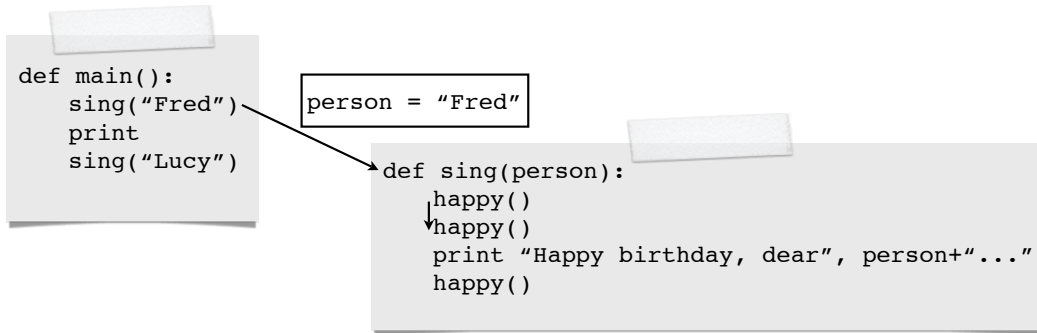 def main():
    sing(“Fred”)
    print
    sing(“Lucy”)
person = “Fred”
def sing(person):
    happy()
    happy()
    print “Happy birthday, dear”, person+“...”
    happy()